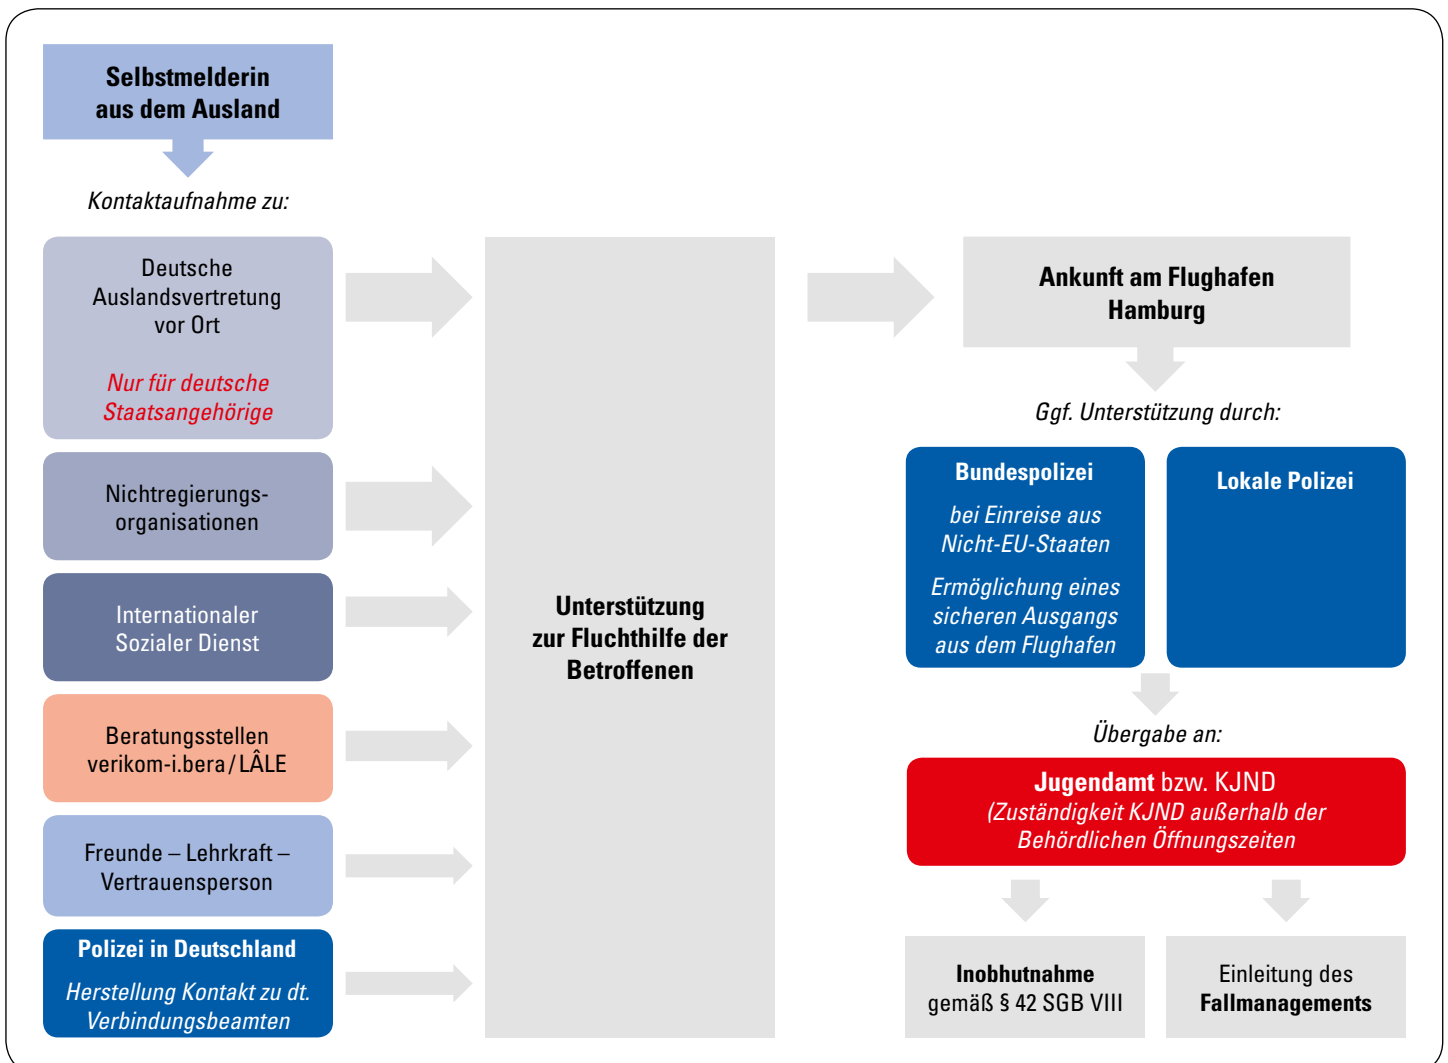 Selbstmelderin
aus dem Ausland
Kontaktaufnahme zu:
Deutsche
Auslandsvertretung
vor Ort
Nur für deutsche
Staatsangehörige
Nichtregierungs-
organisationen
Internationaler
Sozialer Dienst
Beratungsstellen
verikom-i.bera/LÂLE
Freunde – Lehrkraft –
Vertrauensperson
Polizei in Deutschland
Herstellung Kontakt zu dt.
Verbindungsbeamten
Unterstützung
zur Fluchthilfe der
Betroffenen
Ankunft am Flughafen
Hamburg
Ggf. Unterstützung durch:
Bundespolizei
bei Einreise aus
Nicht-EU-Staaten
Ermöglichung eines
sicheren Ausgangs
aus dem Flughafen
Lokale Polizei
Übergabe an:
Jugendamt bzw. KJND
(Zuständigkeit KJND außerhalb der
Behördlichen Öffnungszeiten
Inobhutnahme
gemäß § 42 SGB VIII
Einleitung des
Fallmanagements